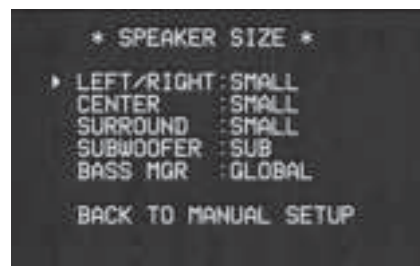 * SPEAKER SIZE *
LEFT/RIGHT:SMALL
CENTER :SMALL
SURROUND :SMALL
SUBWOOFER :SUB
BASS MGR :GLOBAL
BACK TO MANUAL SETUP